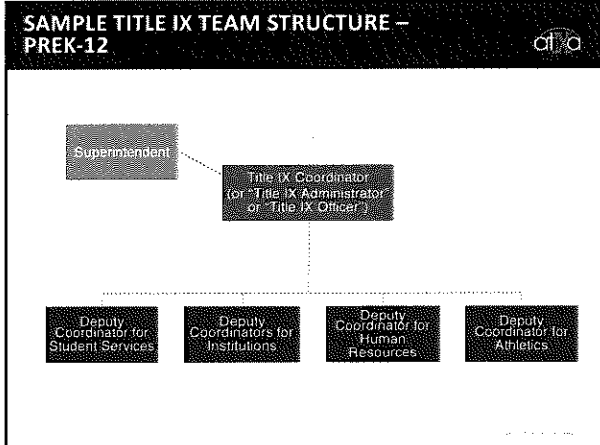 SAMPLE TITLE IX TEAM STRUCTURE –
PREK-12
atixa
Superintendent
Title IX Coordinator
(or "Title IX Administrator
or "Title IX Officer")
Deputy
Coordinator for
Student Services
Deputy
Coordinators for
Institutions
Deputy
Coordinator for
Human
Resources
Deputy
Coordinator for
Athletics